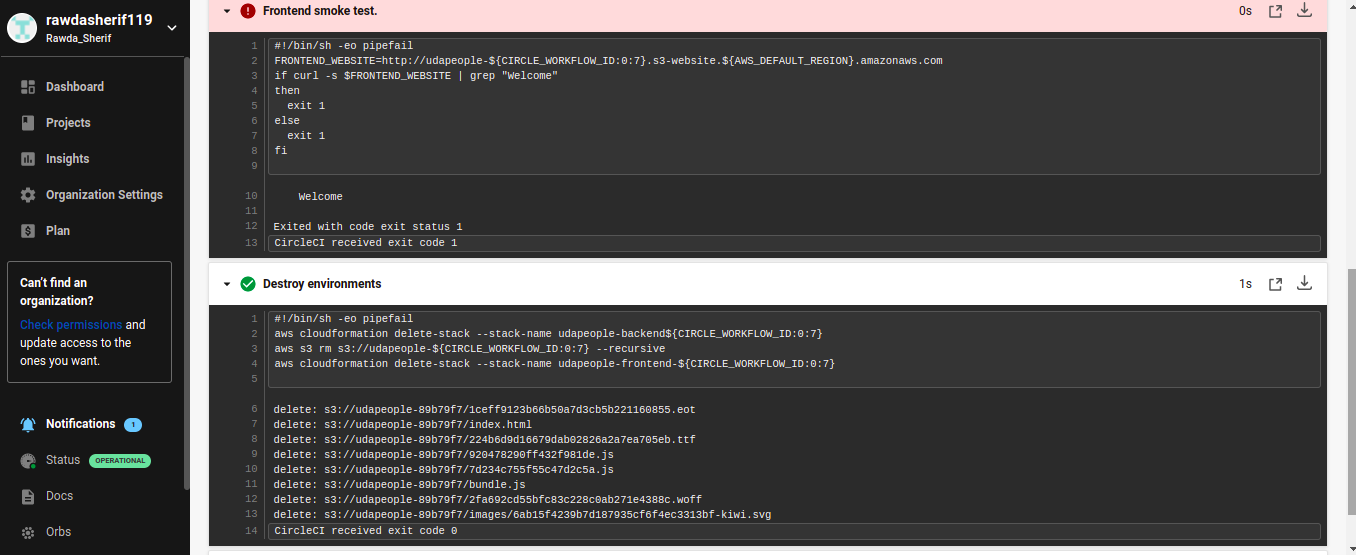 rawdasherif119
Rawda_Sherif
Dashboard
Projects
Insights
Organization Settings
Plan
Can't find an
organization?
Check permissions and
update access to the
ones you want.
Notifications 1
Status OPERATIONAL
Docs
Orbs
Frontend smoke test. 0s
1 #!/bin/sh -eo pipefail
2 FRONTEND_WEBSITE=http://udapeople-${CIRCLE_WORKFLOW_ID:0:7}.s3-website.${AWS_DEFAULT_REGION}.amazonaws.com
3 if curl -s $FRONTEND_WEBSITE | grep "Welcome"
4 then
5 exit 1
6 else
7 exit 1
8 fi
9
10 Welcome
11
12 Exited with code exit status 1
13 CircleCI received exit code 1
Destroy environments 1s
1 #!/bin/sh -eo pipefail
2 aws cloudformation delete-stack --stack-name udapeople-backend${CIRCLE_WORKFLOW_ID:0:7}
3 aws s3 rm s3://udapeople-${CIRCLE_WORKFLOW_ID:0:7} --recursive
4 aws cloudformation delete-stack --stack-name udapeople-frontend-${CIRCLE_WORKFLOW_ID:0:7}
5
6 delete: s3://udapeople-89b79f7/1ceff9123b66b50a7d3cb5b221160855.eot
7 delete: s3://udapeople-89b79f7/index.html
8 delete: s3://udapeople-89b79f7/224b6d9d16679dab02826a2a7ea705eb.ttf
9 delete: s3://udapeople-89b79f7/920478290ff432f981de.js
10 delete: s3://udapeople-89b79f7/7d234c755f55c47d2c5a.js
11 delete: s3://udapeople-89b79f7/bundle.js
12 delete: s3://udapeople-89b79f7/2fa692cd55bfc83c228c0ab271e4388c.woff
13 delete: s3://udapeople-89b79f7/images/6ab15f4239b7d187935cf6f4ec3313bf-kiwi.svg
14 CircleCI received exit code 0